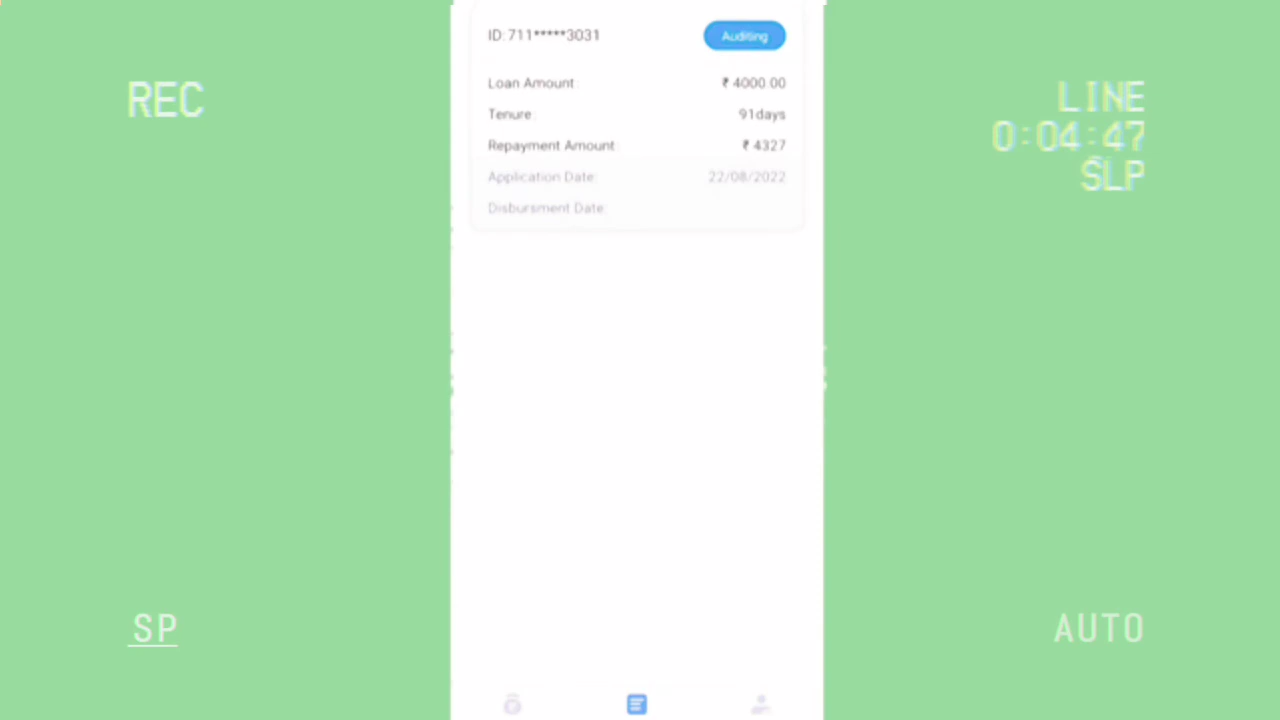 REC
LINE
0:04:47
SLP
ID: 711*****3031
Auditing
Loan Amount:
₹ 4000.00
Tenure:
91days
Repayment Amount:
₹ 4327
Application Date:
22/08/2022
Disbursment Date:
SP
AUTO